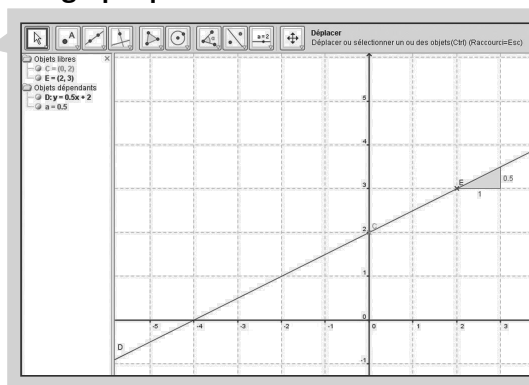 A
a=2
Déplacer
Déplacer ou sélectionner un ou des objets(Ctrl) (Raccourci=Esc)
Objets libres
C = (0, 2)
E = (2, 3)
Objets dépendants
D: y = 0.5x + 2
a = 0.5
5
4
3
2
1
0
-1
-5 -4 -3 -2 -1 0 1 2 3
E
0.5
1
C
D